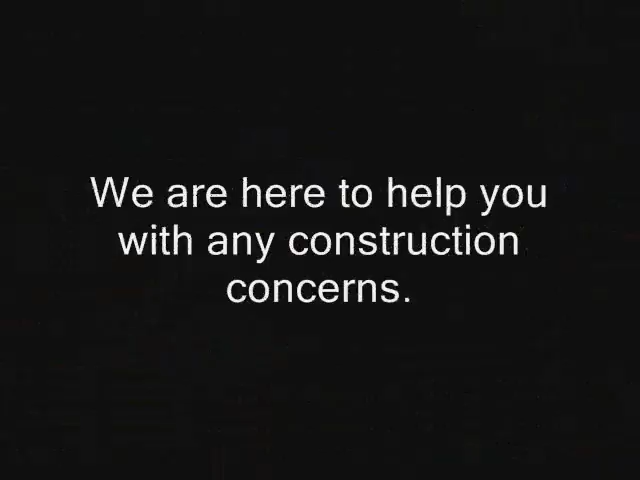 We are here to help you
with any construction
concerns.